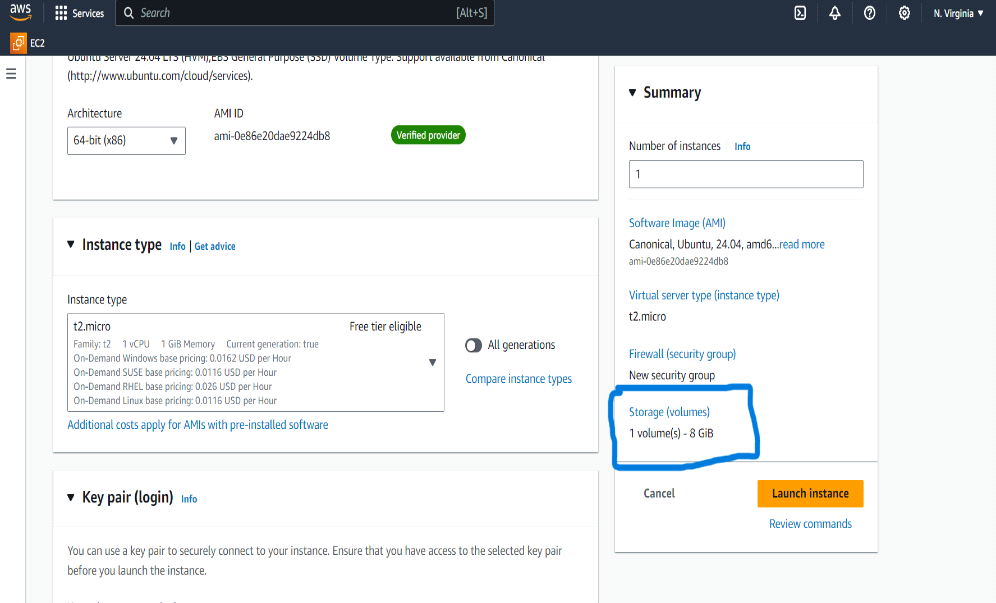 aws
Services
Search
[Alt+S]
N. Virginia
EC2
Ubuntu Server 24.04 LTS (HVM),EBS General Purpose (SSD) Volume Type. Support available from Canonical
(http://www.ubuntu.com/cloud/services).
Architecture
AMI ID
64-bit (x86)
ami-0e86e20dae9224db8
Verified provider
Instance type Info | Get advice
Instance type
t2.micro
Free tier eligible
Family: t2 1 vCPU 1 GiB Memory Current generation: true
On-Demand Windows base pricing: 0.0162 USD per Hour
On-Demand SUSE base pricing: 0.0116 USD per Hour
On-Demand RHEL base pricing: 0.026 USD per Hour
On-Demand Linux base pricing: 0.0116 USD per Hour
All generations
Compare instance types
Additional costs apply for AMIs with pre-installed software
Key pair (login) Info
You can use a key pair to securely connect to your instance. Ensure that you have access to the selected key pair
before you launch the instance.
Summary
Number of instances Info
1
Software Image (AMI)
Canonical, Ubuntu, 24.04, amd6...read more
ami-0e86e20dae9224db8
Virtual server type (instance type)
t2.micro
Firewall (security group)
New security group
Storage (volumes)
1 volume(s) - 8 GiB
Cancel
Launch instance
Review commands